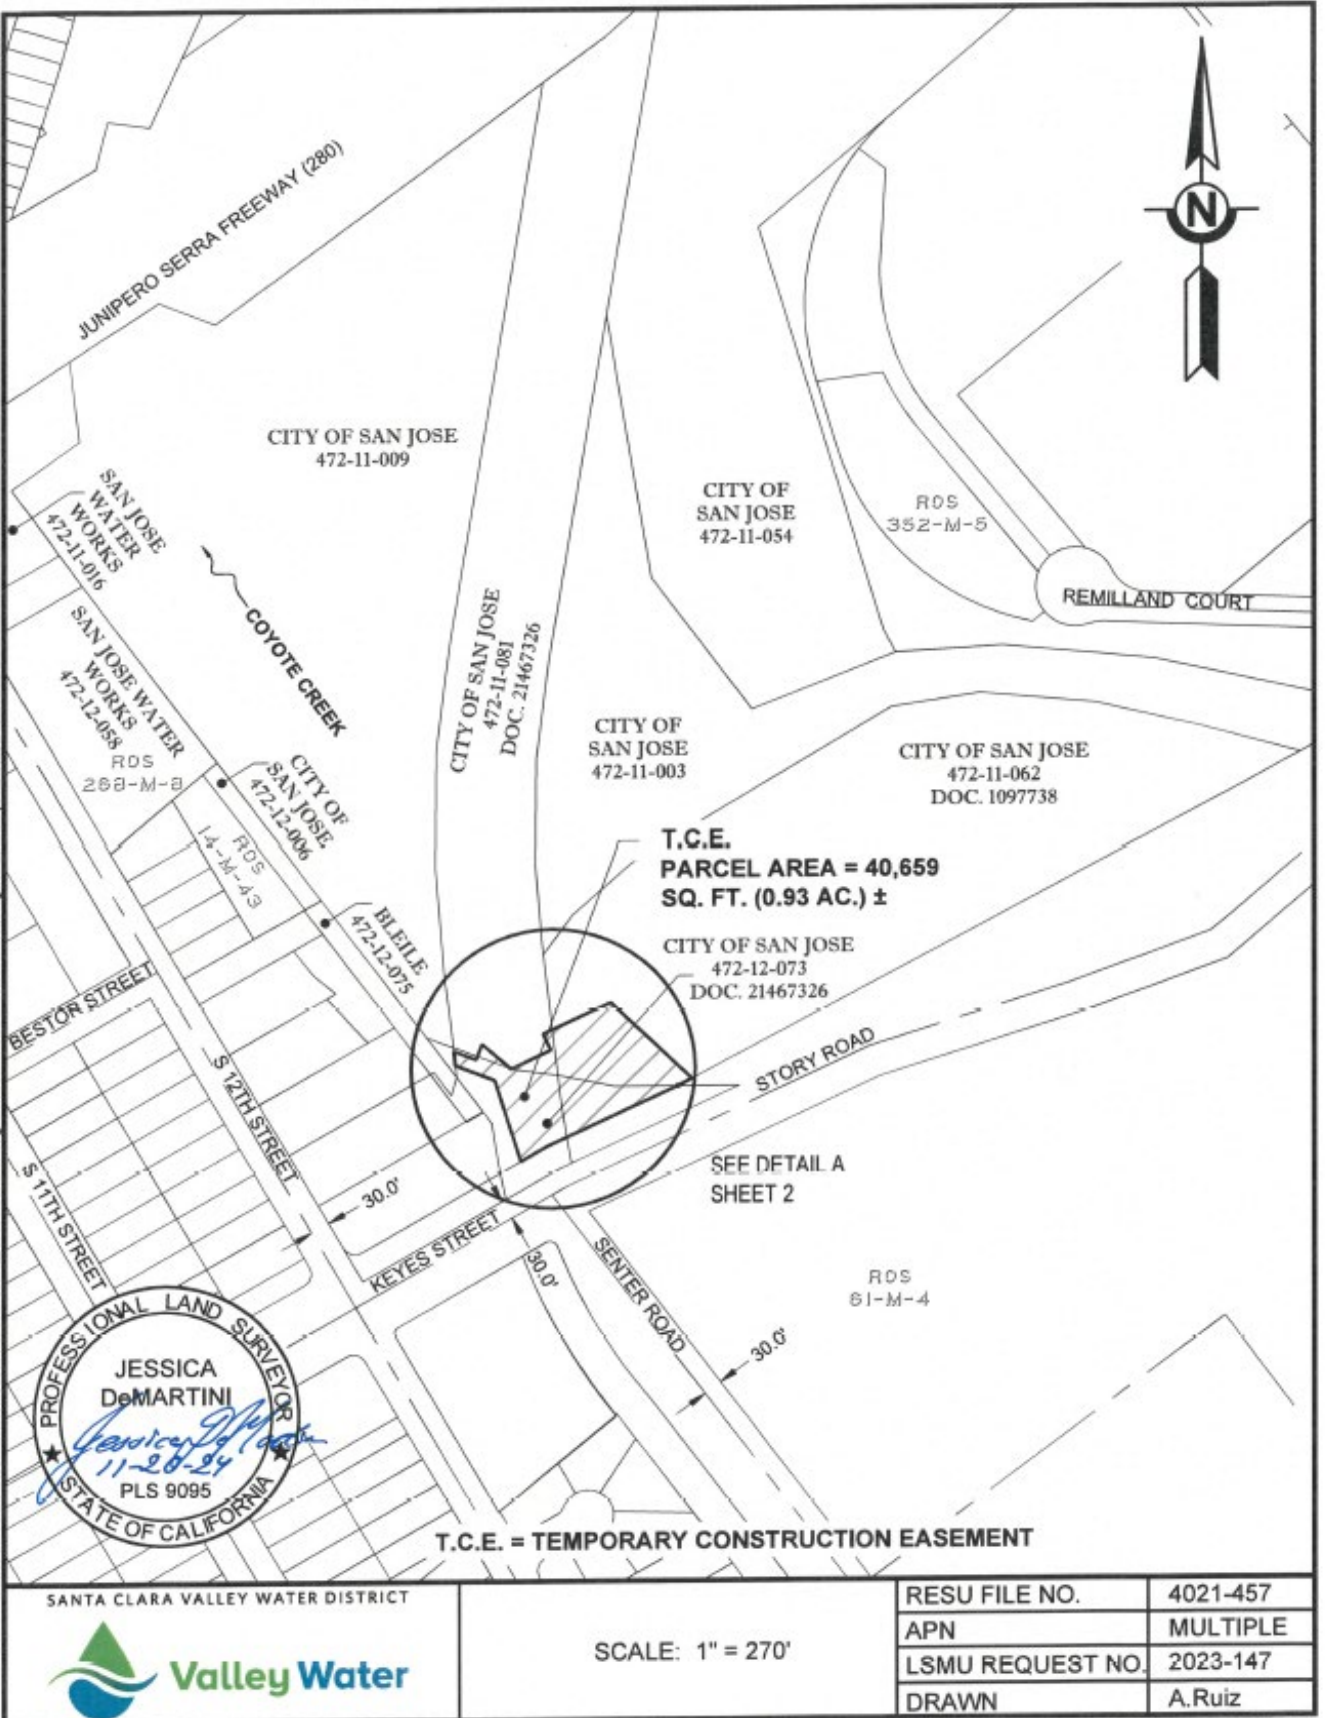 JUNIPERO SERRA FREEWAY (280)
N
CITY OF SAN JOSE
472-11-009
SAN JOSE
WATER
WORKS
472-11-016
CITY OF
SAN JOSE
472-11-054
ROS
352-M-5
REMILLAND COURT
COYOTE CREEK
SAN JOSE WATER
WORKS
472-12-058
ROS
268-M-8
CITY OF SAN JOSE
472-11-081
DOC. 21467326
CITY OF
SAN JOSE
472-11-003
CITY OF SAN JOSE
472-11-062
DOC. 1097738
CITY OF
SAN JOSE
472-12-006
ROS
14-M-43
T.C.E.
PARCEL AREA = 40,659
SQ. FT. (0.93 AC.) ±
BLEILE
472-12-075
CITY OF SAN JOSE
472-12-073
DOC. 21467326
BESTOR STREET
S 12TH STREET
STORY ROAD
S 11TH STREET
30.0'
SEE DETAIL A
SHEET 2
KEYES STREET
30.0'
SENTER ROAD
30.0'
ROS
61-M-4
PROFESSIONAL LAND SURVEYOR
JESSICA
DeMARTINI
11-20-24
PLS 9095
STATE OF CALIFORNIA
T.C.E. = TEMPORARY CONSTRUCTION EASEMENT
SANTA CLARA VALLEY WATER DISTRICT
Valley Water
SCALE: 1" = 270'
RESU FILE NO. 4021-457
APN MULTIPLE
LSMU REQUEST NO. 2023-147
DRAWN A.Ruiz